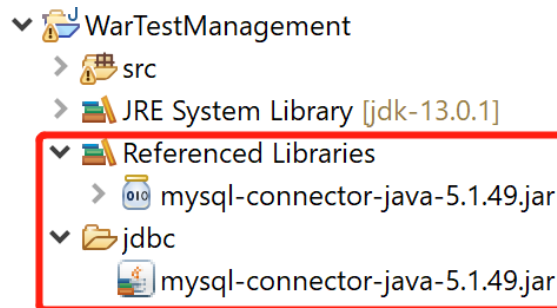 WarTestManagement
src
JRE System Library [jdk-13.0.1]
Referenced Libraries
mysql-connector-java-5.1.49.jar
jdbc
mysql-connector-java-5.1.49.jar